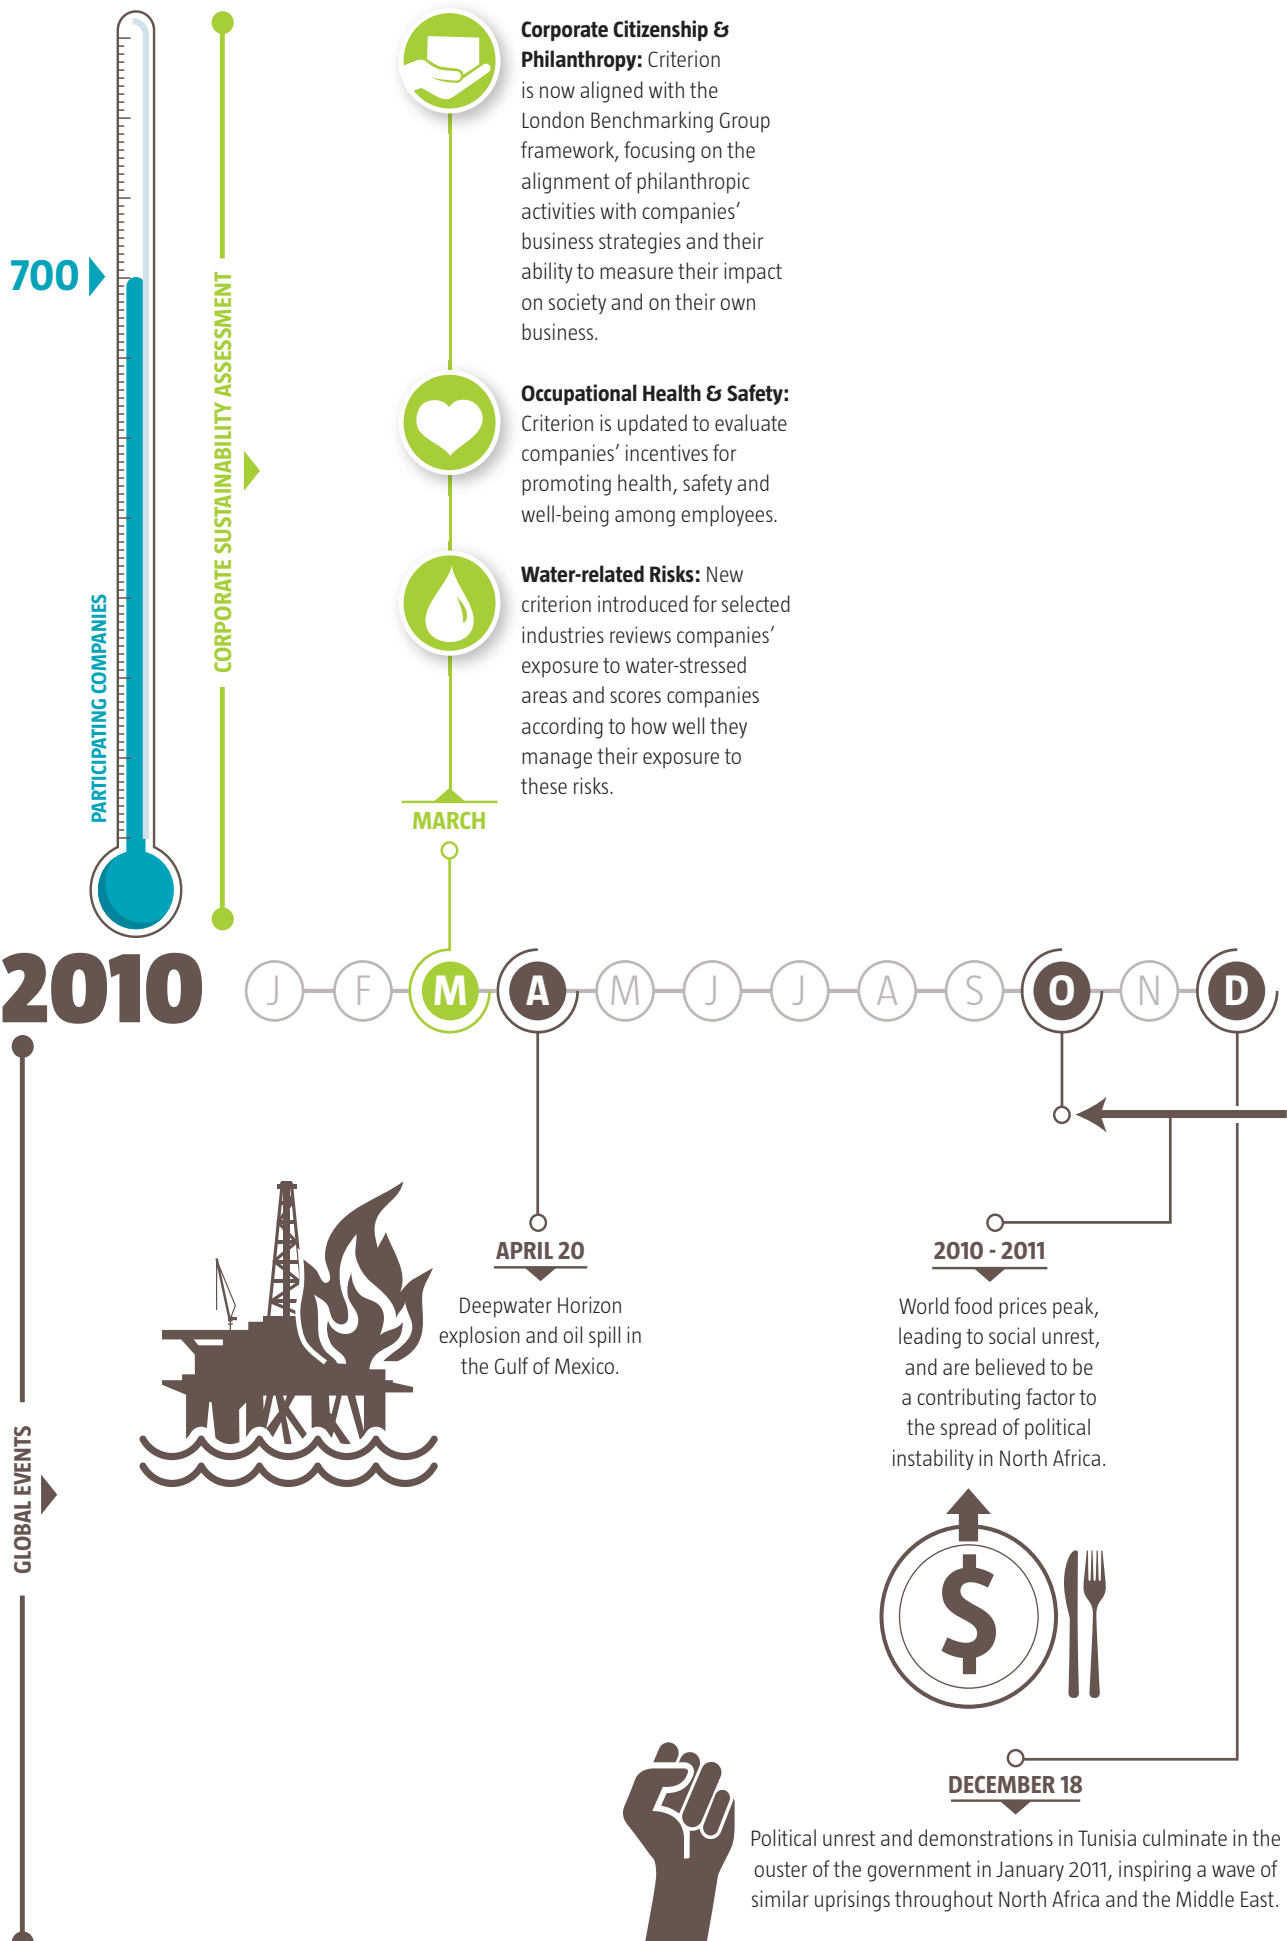 Corporate Citizenship &
Philanthropy: Criterion
is now aligned with the
London Benchmarking Group
framework, focusing on the
alignment of philanthropic
activities with companies’
business strategies and their
ability to measure their impact
on society and on their own
business.
700
CORPORATE SUSTAINABILITY ASSESSMENT
PARTICIPATING COMPANIES
Occupational Health & Safety:
Criterion is updated to evaluate
companies’ incentives for
promoting health, safety and
well-being among employees.
Water-related Risks: New
criterion introduced for selected
industries reviews companies’
exposure to water-stressed
areas and scores companies
according to how well they
manage their exposure to
these risks.
MARCH
2010
J F M A M J J A S O N D
GLOBAL EVENTS
APRIL 20
Deepwater Horizon
explosion and oil spill in
the Gulf of Mexico.
2010 - 2011
World food prices peak,
leading to social unrest,
and are believed to be
a contributing factor to
the spread of political
instability in North Africa.
$
DECEMBER 18
Political unrest and demonstrations in Tunisia culminate in the
ouster of the government in January 2011, inspiring a wave of
similar uprisings throughout North Africa and the Middle East.